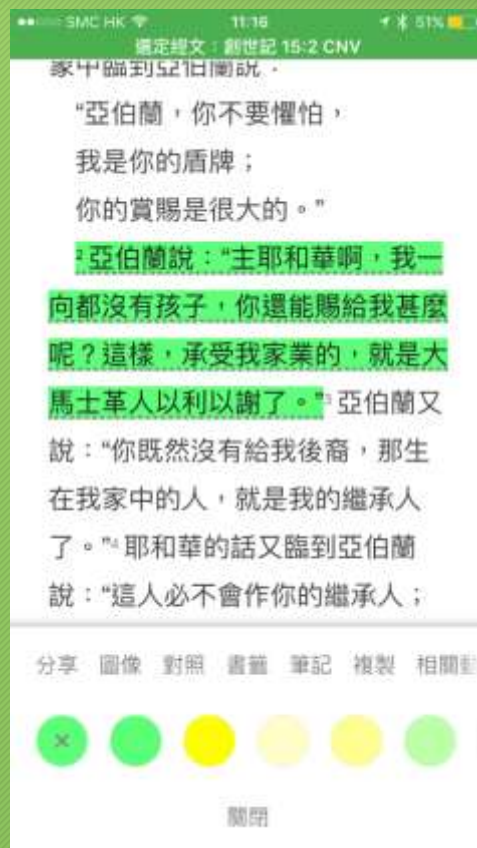 SMC HK 11:16 51%
選定經文：創世記 15:2 CNV
家中臨到亞伯蘭說：
“亞伯蘭，你不要懼怕，
我是你的盾牌；
你的賞賜是很大的。”
2 亞伯蘭說：“主耶和華啊，我一
向都沒有孩子，你還能賜給我甚麼
呢？這樣，承受我家業的，就是大
馬士革人以利以謝了。”3 亞伯蘭又
說：“你既然沒有給我後裔，那生
在我家中的人，就是我的繼承人
了。”4 耶和華的話又臨到亞伯蘭
說：“這人必不會作你的繼承人；
分享 圖像 對照 書籤 筆記 複製 相關
關閉